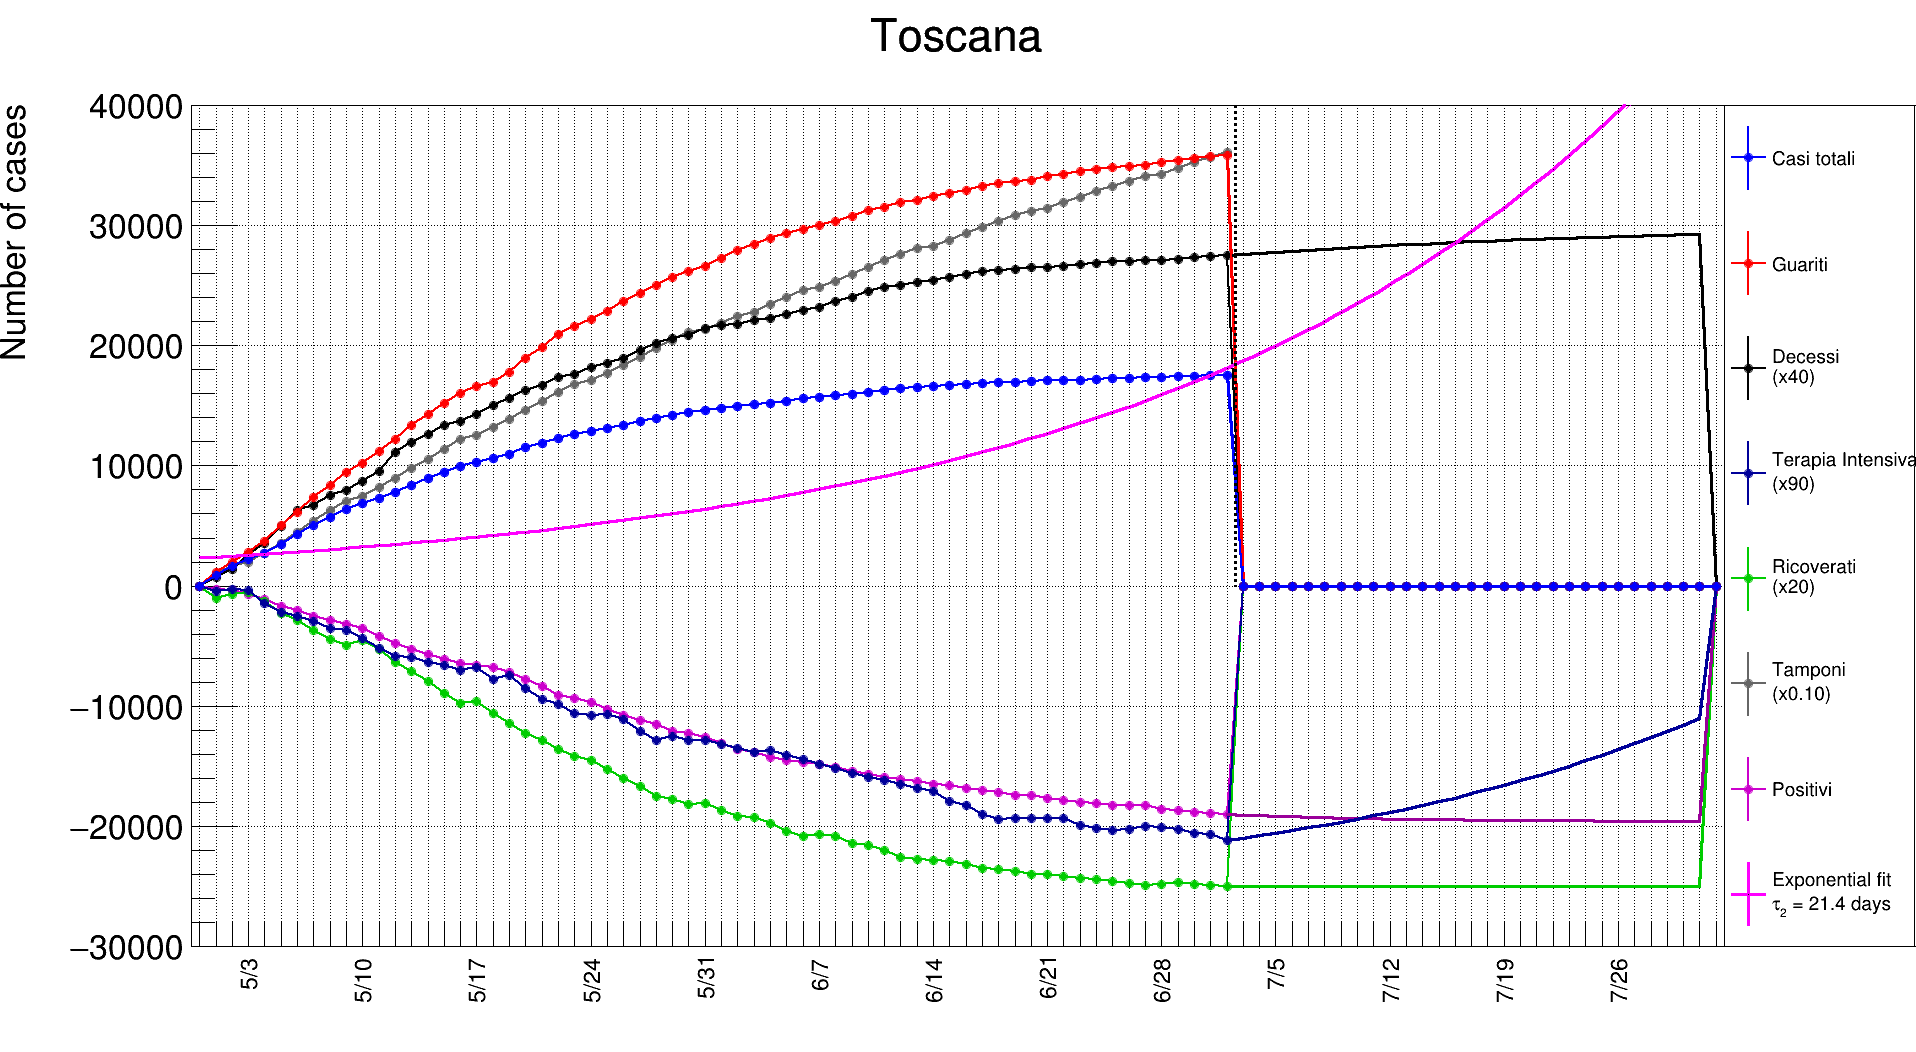 Toscana
Number of cases
40000
30000
20000
10000
0
−10000
−20000
−30000
5/3
5/10
5/17
5/24
5/31
6/7
6/14
6/21
6/28
7/5
7/12
7/19
7/26
Casi totali
Guariti
Decessi
(x40)
Terapia Intensiva
(x90)
Ricoverati
(x20)
Tamponi
(x0.10)
Positivi
Exponential fit
τ2 = 21.4 days